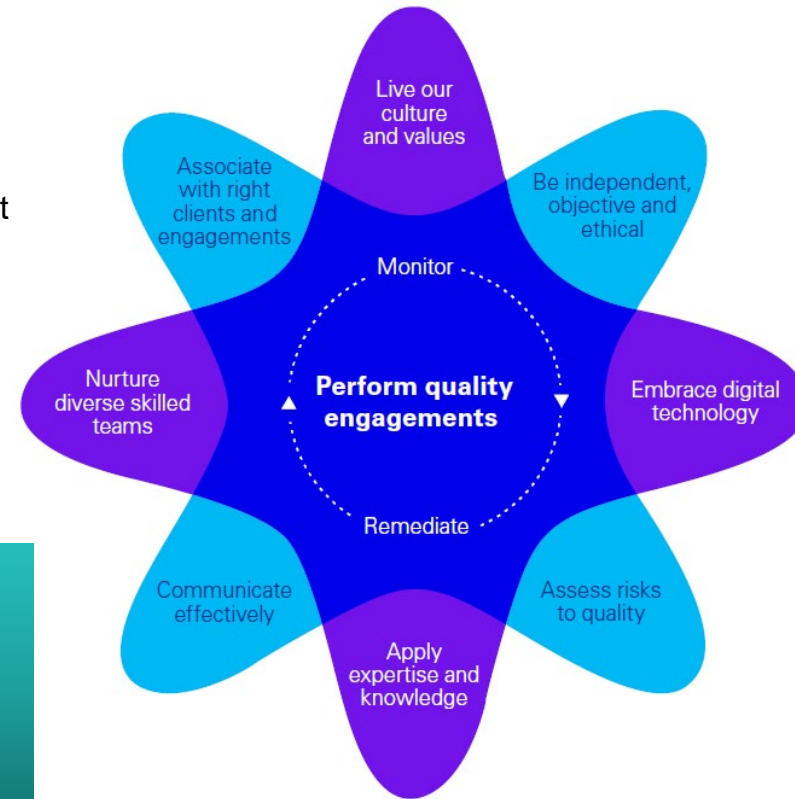 Live our
culture
and values
Be independent,
objective and
ethical
Embrace digital
technology
Assess risks
to quality
Apply
expertise and
knowledge
Communicate
effectively
Nurture
diverse skilled
teams
Associate
with right
clients and
engagements
Monitor
Perform quality
engagements
Remediate
t